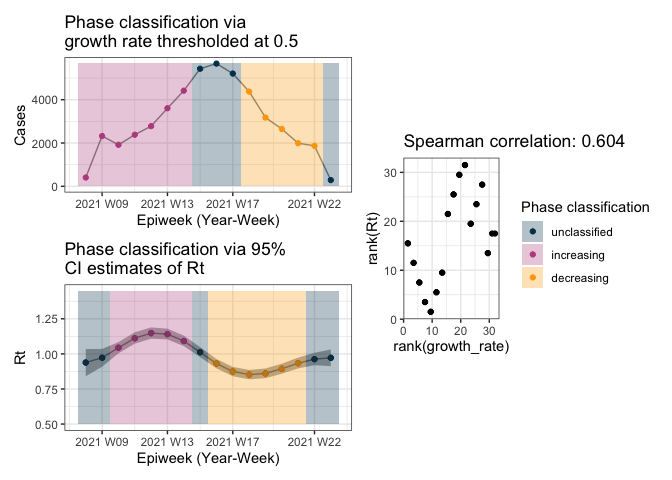 Phase classification via
growth rate thresholded at 0.5
Cases
4000
2000
0
2021 W09
2021 W13
2021 W17
2021 W22
Epiweek (Year-Week)
Phase classification via 95%
CI estimates of Rt
Rt
1.25
1.00
0.75
0.50
2021 W09
2021 W13
2021 W17
2021 W22
Epiweek (Year-Week)
Spearman correlation: 0.604
rank(Rt)
30
20
10
0
0
10
20
30
rank(growth_rate)
Phase classification
unclassified
increasing
decreasing